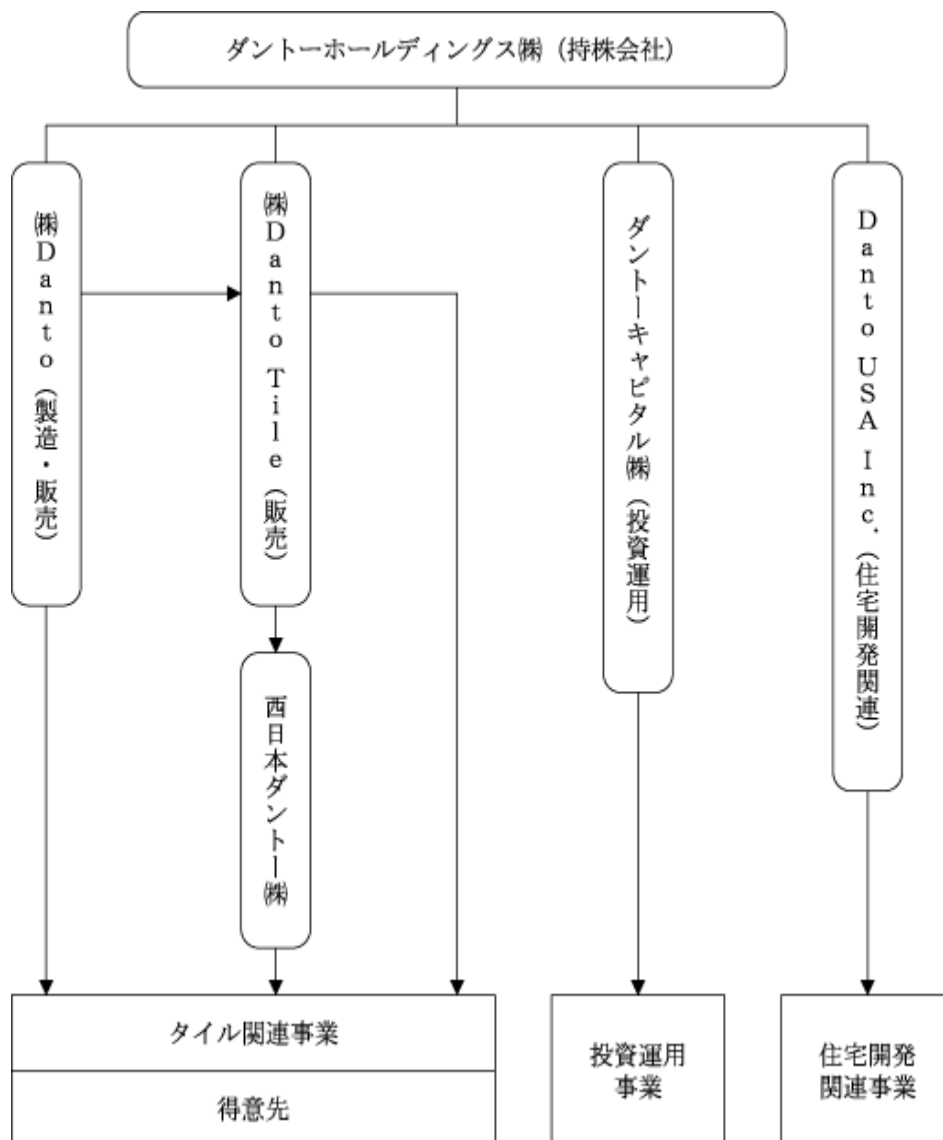 ダントーホールディングス㈱（持株会社）
㈱Danto（製造・販売）
㈱Danto Tile（販売）
ダントーキャピタル㈱（投資運用）
Danto USA Inc.（住宅開発関連）
西日本ダントー㈱
タイル関連事業
得意先
投資運用
事業
住宅開発
関連事業